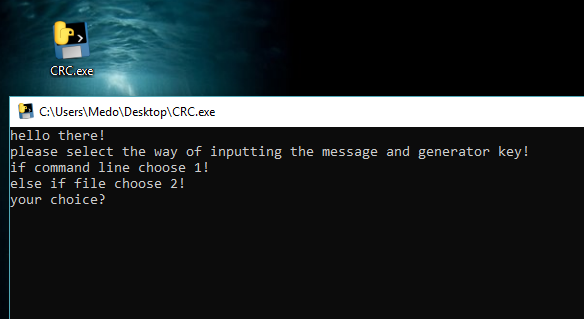 CRC.exe
C:\Users\Medo\Desktop\CRC.exe
hello there!
please select the way of inputting the message and generator key!
if command line choose 1!
else if file choose 2!
your choice?